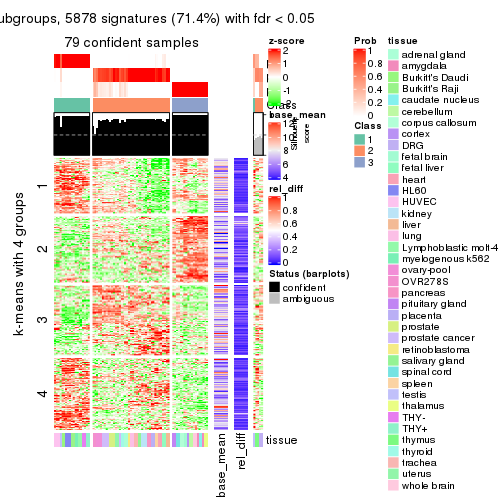 ubgroups, 5878 signatures (71.4%) with fdr < 0.05
79 confident samples
k-means with 4 groups
1
2
3
4
base_mean
rel_diff
tissue
z-score
2
1
0
-1
-2
Class
base_mean
12
10
8
6
4
Silhouette
score
rel_diff
1
0.8
0.6
0.4
0.2
0
Status (barplots)
confident
ambiguous
Prob
1
0.8
0.6
0.4
0.2
0
Class
1
2
3
tissue
adrenal gland
amygdala
Burkitt's Daudi
Burkitt's Raji
caudate nucleus
cerebellum
corpus callosum
cortex
DRG
fetal brain
fetal liver
heart
HL60
HUVEC
kidney
liver
lung
Lymphoblastic molt-4
myelogenous k562
ovary-pool
OVR278S
pancreas
pituitary gland
placenta
prostate
prostate cancer
retinoblastoma
salivary gland
spinal cord
spleen
testis
thalamus
THY-
THY+
thymus
thyroid
trachea
uterus
whole brain